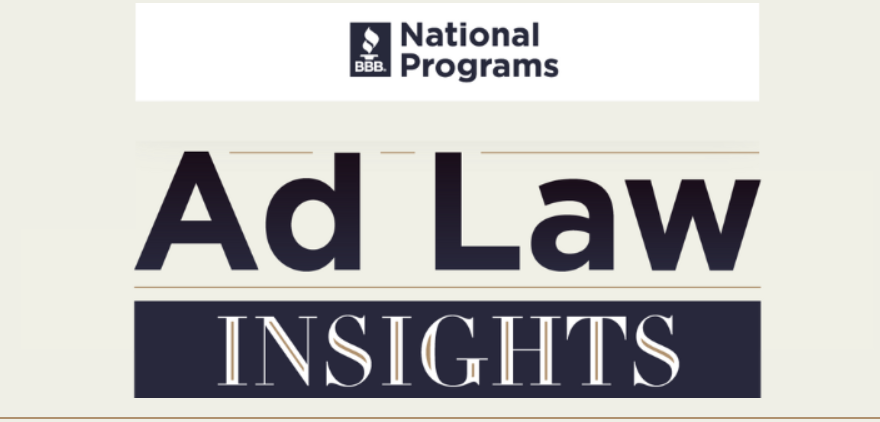 National
BBB. Programs
Ad Law
INSIGHTS